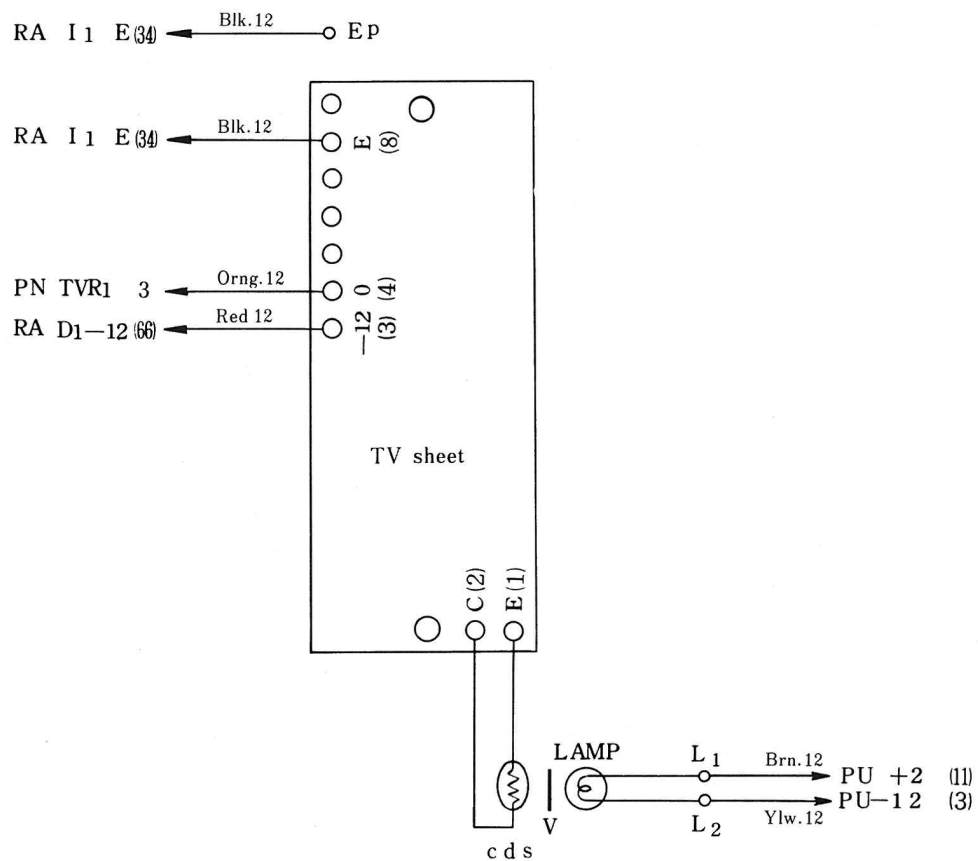 RA I1 E(34) Blk.12 Ep
RA I1 E(34) Blk.12 E (8)
PN TVR1 3 Orng.12 0 (4)
RA D1-12(66) Red 12 -12 (3)
TV sheet
C(2) E(1)
LAMP L1 Brn.12 PU +2 (11)
V L2 Ylw.12 PU-12 (3)
cds